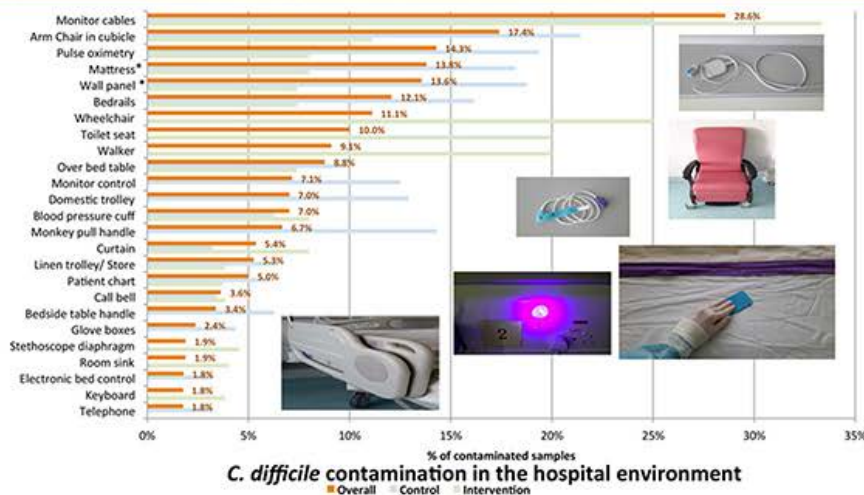 Monitor cables 28.6%
Arm Chair in cubicle 17.4%
Pulse oximetry 14.3%
Mattress* 13.8%
Wall panel * 13.6%
Bedrails 12.1%
Wheelchair 11.1%
Toilet seat 10.0%
Walker 9.1%
Over bed table 8.8%
Monitor control 7.1%
Domestic trolley 7.0%
Blood pressure cuff 7.0%
Monkey pull handle 6.7%
Curtain 5.4%
Linen trolley/ Store 5.3%
Patient chart 5.0%
Call bell 3.6%
Bedside table handle 3.4%
Glove boxes 2.4%
Stethoscope diaphragm 1.9%
Room sink 1.9%
Electronic bed control 1.8%
Keyboard 1.8%
Telephone 1.8%
2
0% 5% 10% 15% 20% 25% 30% 35%
% of contaminated samples
C. difficile contamination in the hospital environment
Overall Control Intervention